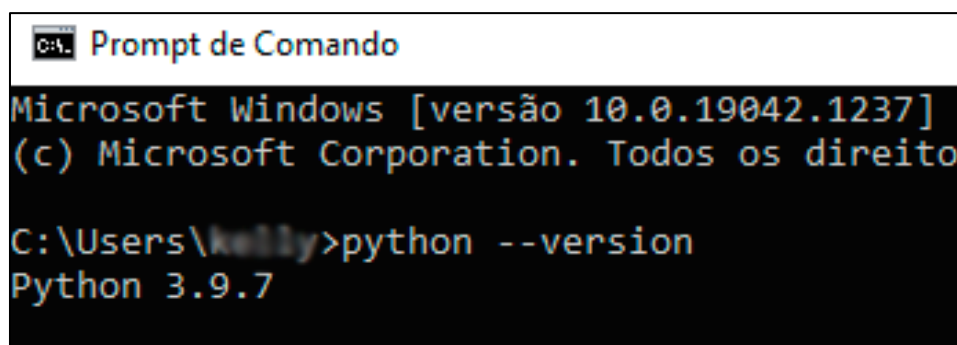 Prompt de Comando
Microsoft Windows [versão 10.0.19042.1237]
(c) Microsoft Corporation. Todos os direito
C:\Users\ >python --version
Python 3.9.7